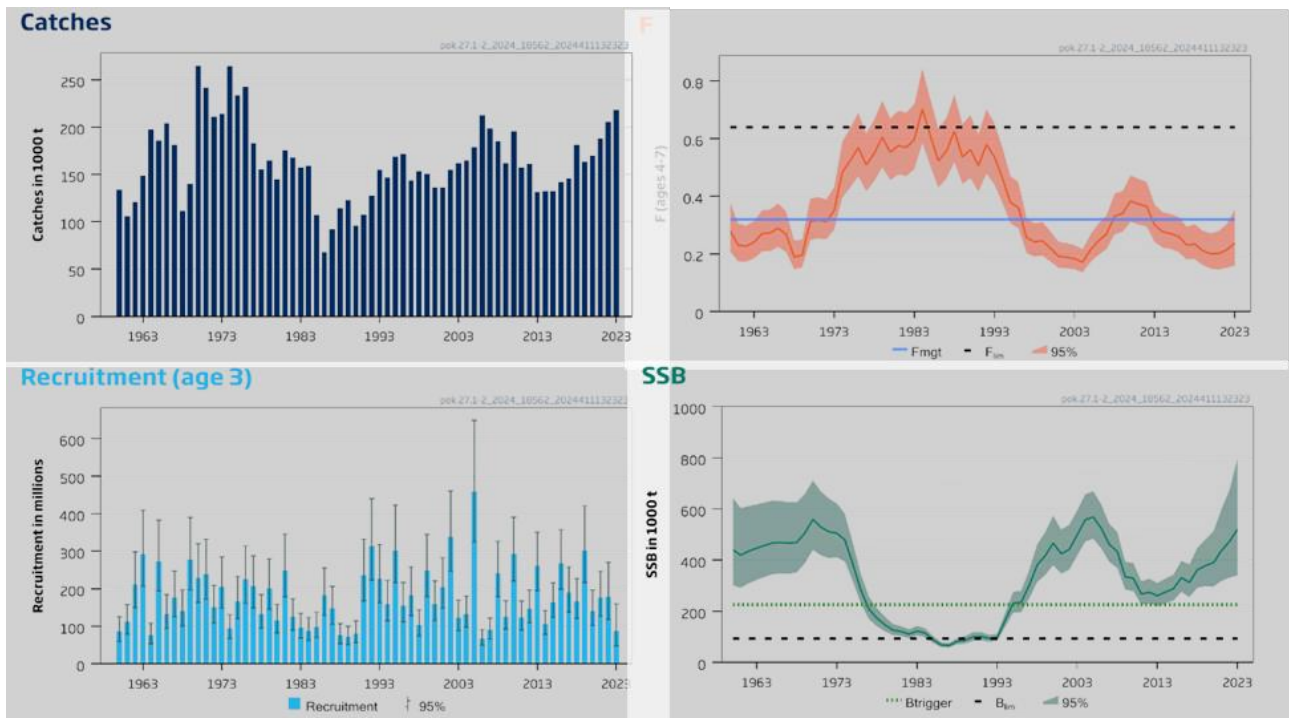 Catches
pok.27.1-2_2024_18562_2024411132323
Catches in 1000 t
250
200
150
100
50
0
1963 1973 1983 1993 2003 2013 2023
F
pok.27.1-2_2024_18562_2024411132323
F (ages 4-7)
0.8
0.6
0.4
0.2
0
1963 1973 1983 1993 2003 2013 2023
Fmgt Flim 95%
Recruitment (age 3)
pok.27.1-2_2024_18562_2024411132323
Recruitment in millions
600
500
400
300
200
100
0
1963 1973 1983 1993 2003 2013 2023
Recruitment 95%
SSB
pok.27.1-2_2024_18562_2024411132323
SSB in 1000 t
1000
800
600
400
200
0
1963 1973 1983 1993 2003 2013 2023
Btrigger Blim 95%